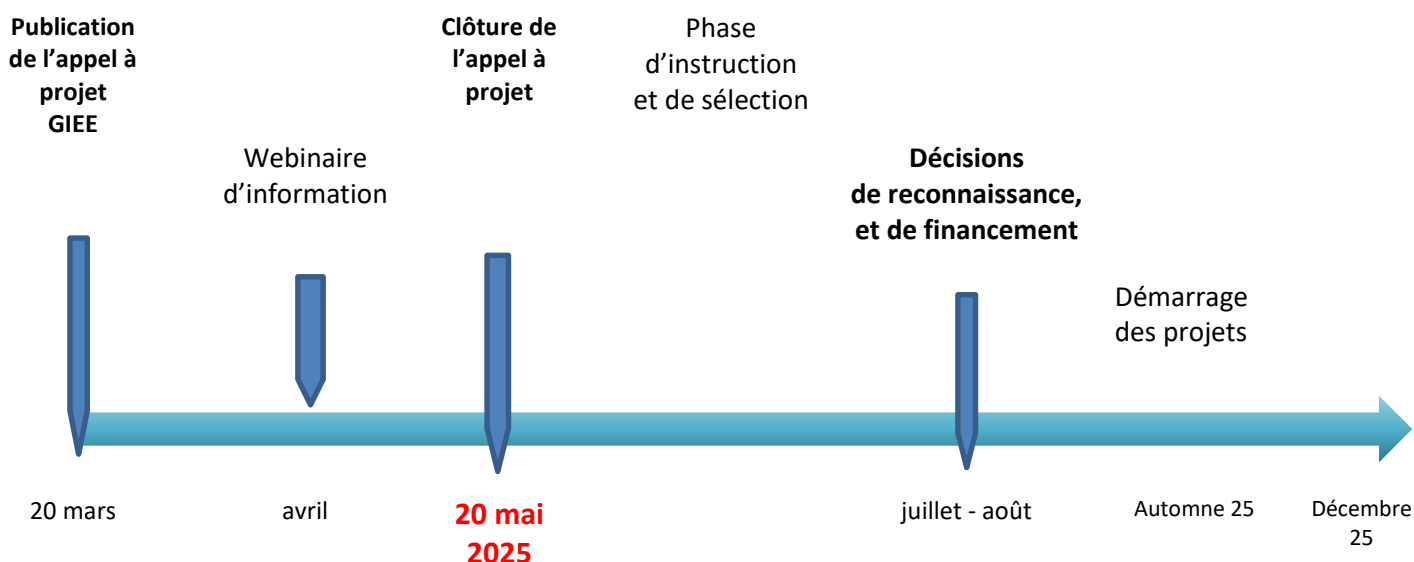 Publication
de l’appel à
projet
GIEE
Webinaire
d’information
Clôture de
l’appel à
projet
Phase
d’instruction
et de sélection
Décisions
de reconnaissance,
et de financement
Démarrage
des projets
20 mars
avril
20 mai
2025
juillet - août
Automne 25
Décembre
25